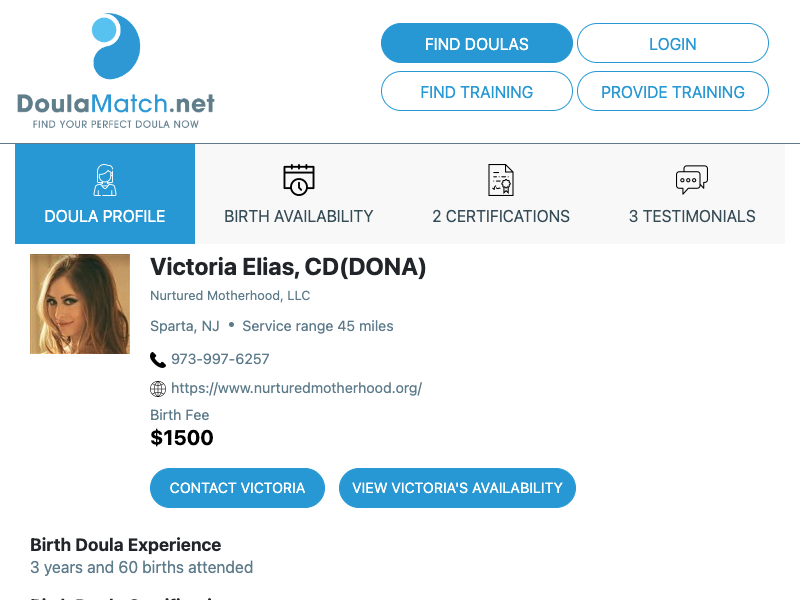 FIND DOULAS
LOGIN
FIND TRAINING
PROVIDE TRAINING
DoulaMatch.net
FIND YOUR PERFECT DOULA NOW
DOULA PROFILE
BIRTH AVAILABILITY
2 CERTIFICATIONS
3 TESTIMONIALS
Victoria Elias, CD(DONA)
Nurtured Motherhood, LLC
Sparta, NJ • Service range 45 miles
973-997-6257
https://www.nurturedmotherhood.org/
Birth Fee
$1500
CONTACT VICTORIA
VIEW VICTORIA'S AVAILABILITY
Birth Doula Experience
3 years and 60 births attended